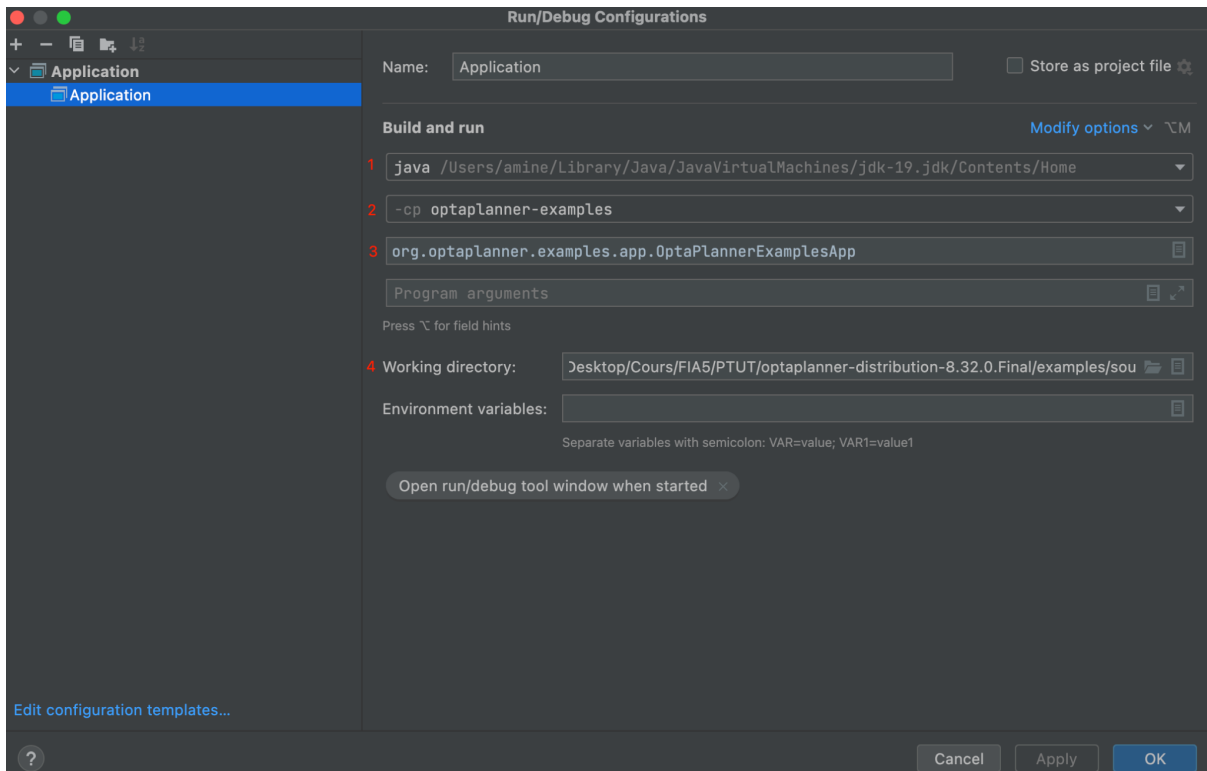 Run/Debug Configurations
Application
Application
Name: Application Store as project file
Build and run Modify options ⌥M
1 java /Users/amine/Library/Java/JavaVirtualMachines/jdk-19.jdk/Contents/Home
2 -cp optaplanner-examples
3 org.optaplanner.examples.app.OptaPlannerExamplesApp
Program arguments
Press ⌥ for field hints
4 Working directory: Desktop/Cours/FIA5/PTUT/optaplanner-distribution-8.32.0.Final/examples/sou
Environment variables:
Separate variables with semicolon: VAR=value; VAR1=value1
Open run/debug tool window when started ×
Edit configuration templates...
? Cancel Apply OK